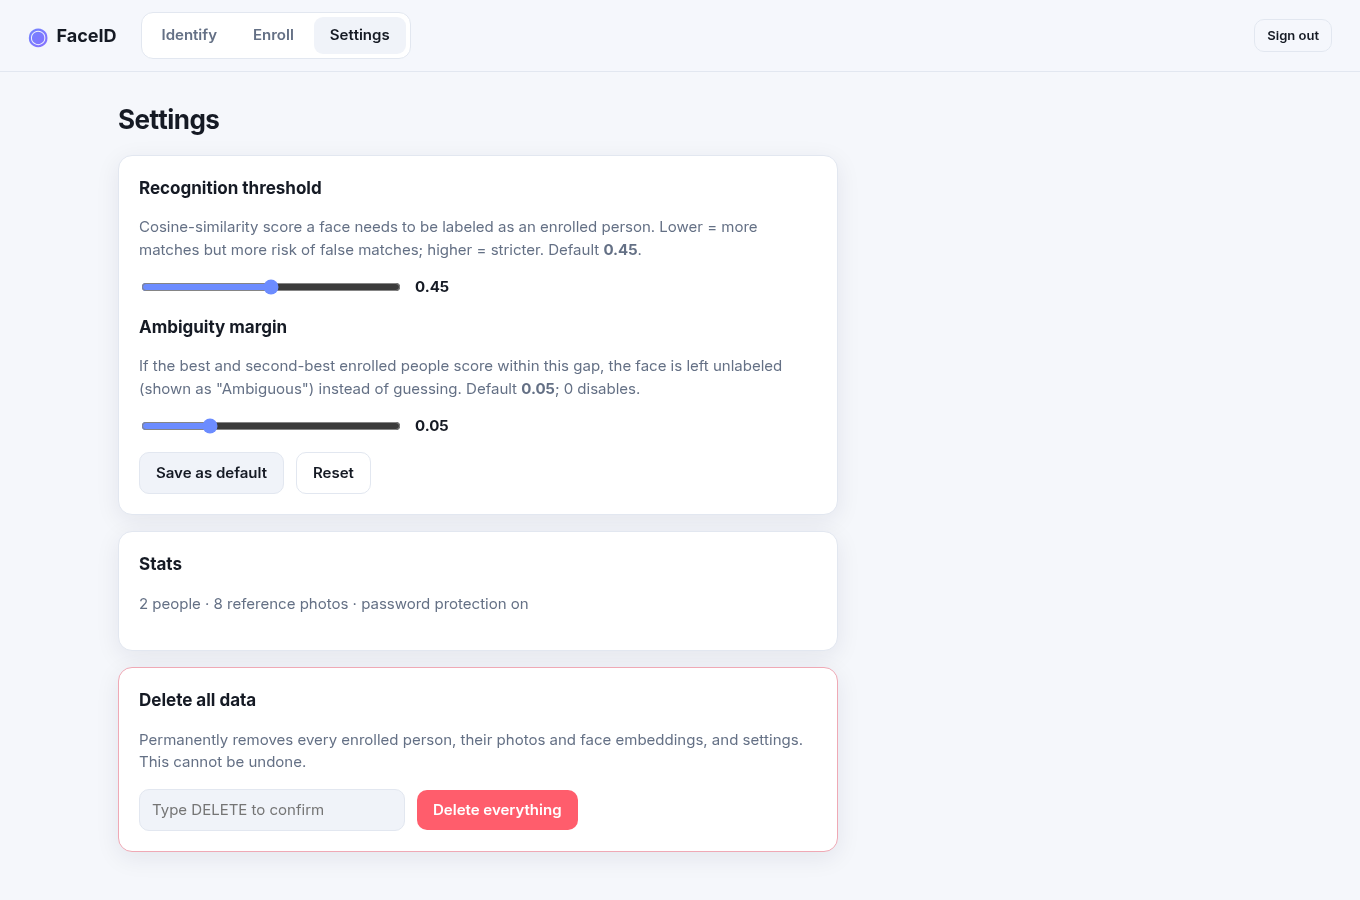 FaceID
Identify
Enroll
Settings
Sign out
Settings
Recognition threshold
Cosine-similarity score a face needs to be labeled as an enrolled person. Lower = more
matches but more risk of false matches; higher = stricter. Default 0.45.
0.45
Ambiguity margin
If the best and second-best enrolled people score within this gap, the face is left unlabeled
(shown as "Ambiguous") instead of guessing. Default 0.05; 0 disables.
0.05
Save as default
Reset
Stats
2 people · 8 reference photos · password protection on
Delete all data
Permanently removes every enrolled person, their photos and face embeddings, and settings.
This cannot be undone.
Type DELETE to confirm
Delete everything